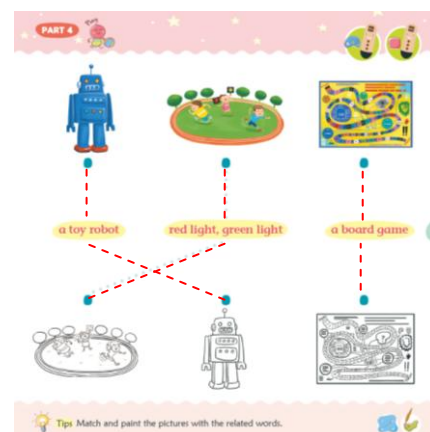 PART 4
Play
a toy robot
red light, green light
a board game
Tips Match and paint the pictures with the related words.